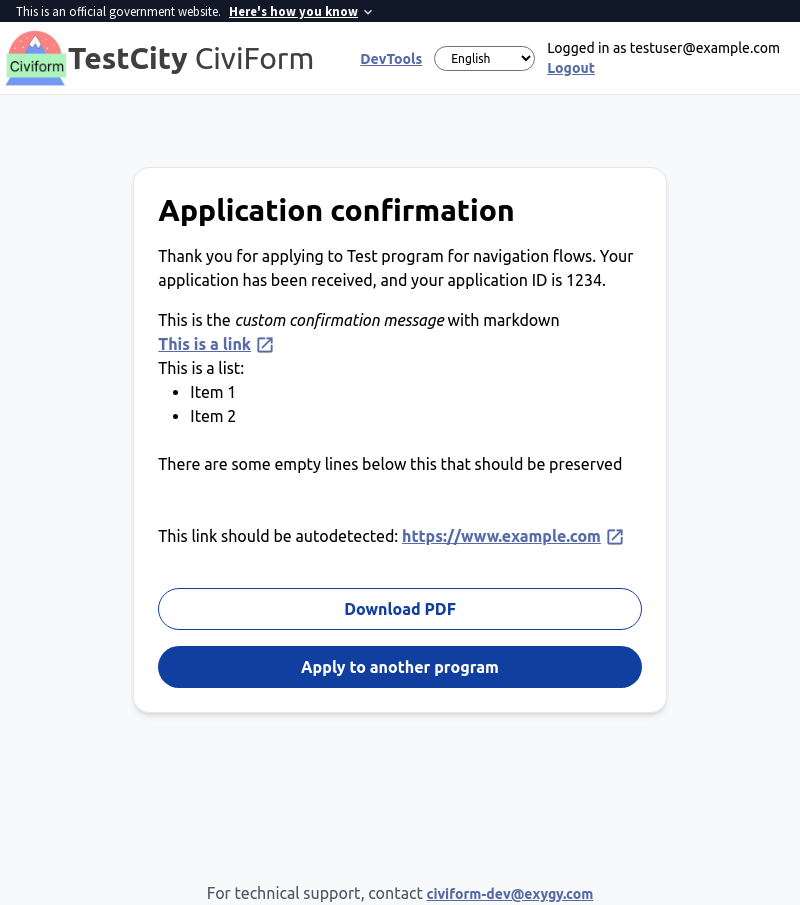 This is an official government website. Here's how you know
Civiform
TestCity CiviForm
DevTools
English
Logged in as testuser@example.com
Logout
Application confirmation
Thank you for applying to Test program for navigation flows. Your
application has been received, and your application ID is 1234.
This is the custom confirmation message with markdown
This is a link
This is a list:
• Item 1
• Item 2
There are some empty lines below this that should be preserved
This link should be autodetected: https://www.example.com
Download PDF
Apply to another program
For technical support, contact civiform-dev@exygy.com